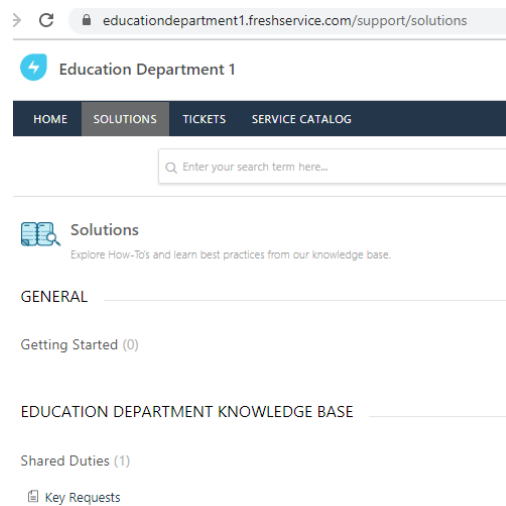 educationdepartment1.freshservice.com/support/solutions
Education Department 1
HOME SOLUTIONS TICKETS SERVICE CATALOG
Enter your search term here...
Solutions
Explore How-To's and learn best practices from our knowledge base.
GENERAL
Getting Started (0)
EDUCATION DEPARTMENT KNOWLEDGE BASE
Shared Duties (1)
Key Requests